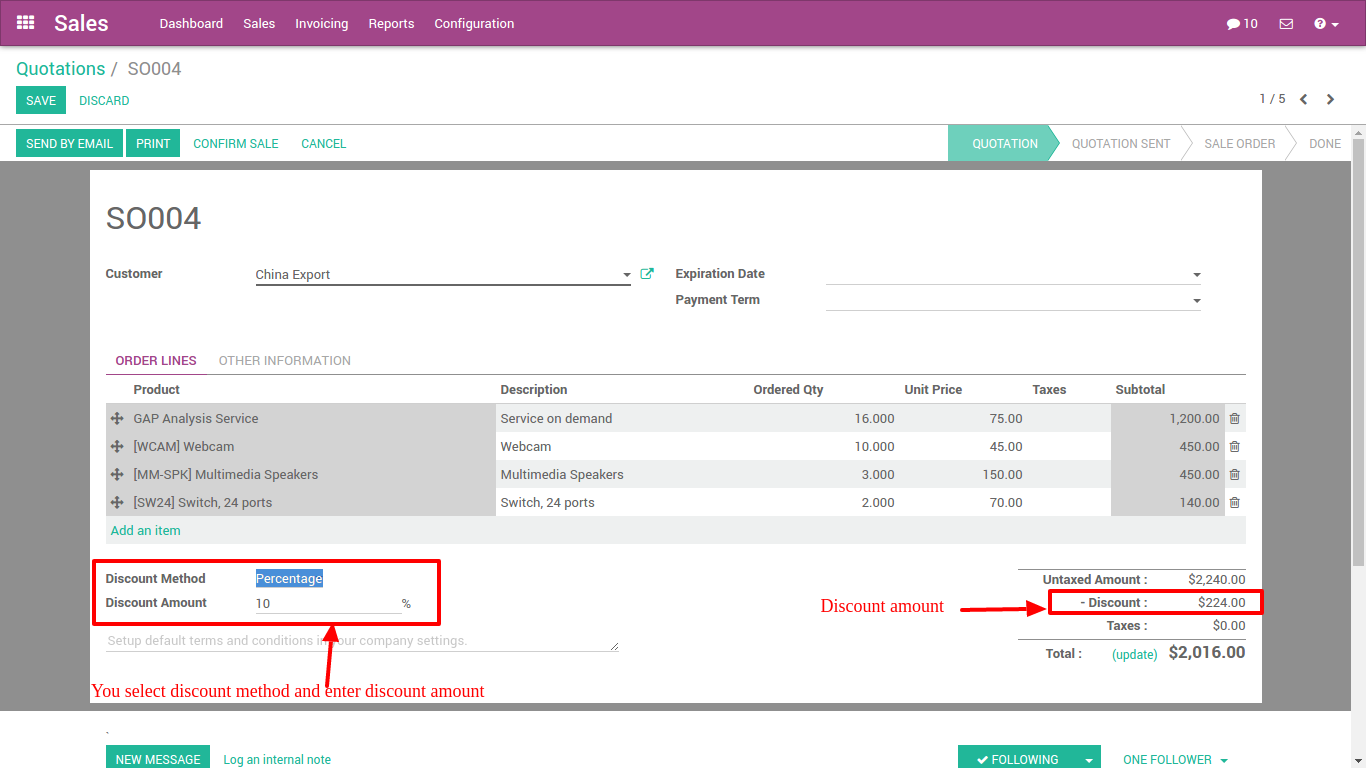 Sales Dashboard Sales Invoicing Reports Configuration 10
Quotations / SO004
SAVE DISCARD 1 / 5
SEND BY EMAIL PRINT CONFIRM SALE CANCEL QUOTATION QUOTATION SENT SALE ORDER DONE
SO004
Customer China Export Expiration Date
Payment Term
ORDER LINES OTHER INFORMATION
Product Description Ordered Qty Unit Price Taxes Subtotal
GAP Analysis Service Service on demand 16.000 75.00 1,200.00
[WCAM] Webcam Webcam 10.000 45.00 450.00
[MM-SPK] Multimedia Speakers Multimedia Speakers 3.000 150.00 450.00
[SW24] Switch, 24 ports Switch, 24 ports 2.000 70.00 140.00
Add an item
Discount Method Percentage Untaxed Amount : $2,240.00
Discount Amount 10 % Discount amount - Discount : $224.00
Taxes : $0.00
Setup default terms and conditions in your company settings.
Total : (update) $2,016.00
You select discount method and enter discount amount
NEW MESSAGE Log an internal note FOLLOWING ONE FOLLOWER